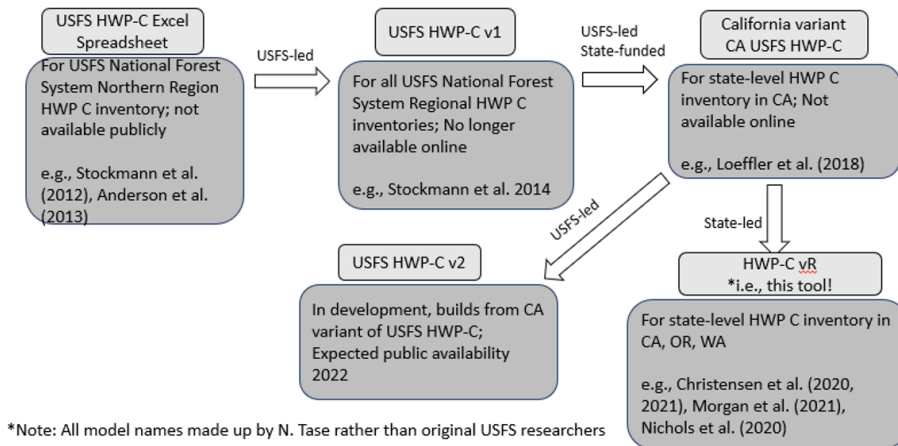 USFS HWP-C Excel
Spreadsheet
For USFS National Forest
System Northern Region
HWP C inventory; not
available publicly
e.g., Stockmann et al.
(2012), Anderson et al.
(2013)
USFS-led
USFS HWP-C v1
For all USFS National Forest
System Regional HWP C
inventories; No longer
available online
e.g., Stockmann et al. 2014
USFS-led
State-funded
California variant
CA USFS HWP-C
For state-level HWP C
inventory in CA; Not
available online
e.g., Loeffler et al. (2018)
USFS-led
State-led
USFS HWP-C v2
In development, builds from CA
variant of USFS HWP-C;
Expected public availability
2022
HWP-C vR
*i.e., this tool!
For state-level HWP C inventory in
CA, OR, WA
e.g., Christensen et al. (2020,
2021), Morgan et al. (2021),
Nichols et al. (2020)
*Note: All model names made up by N. Tase rather than original USFS researchers